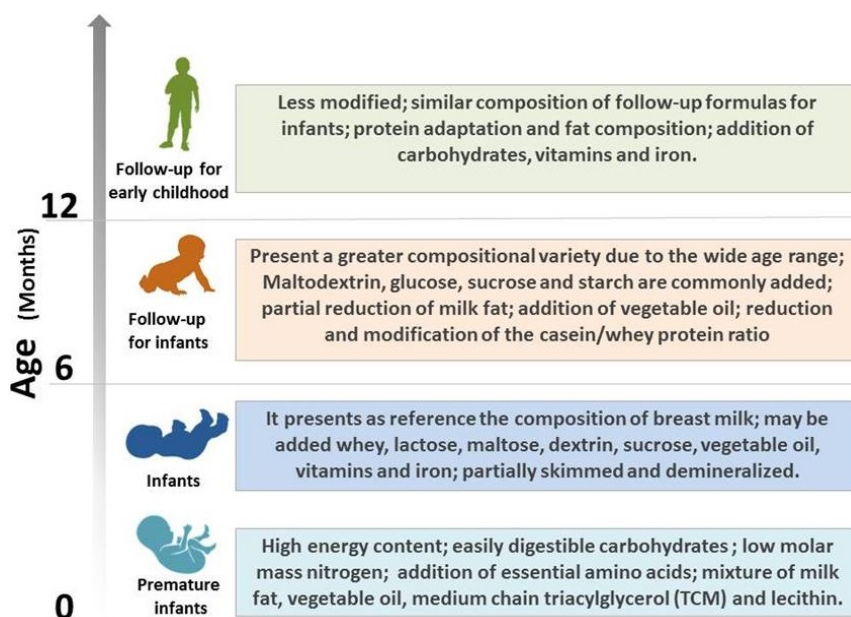 Follow-up for
early childhood
Less modified; similar composition of follow-up formulas for
infants; protein adaptation and fat composition; addition of
carbohydrates, vitamins and iron.
12
Age (Months)
Follow-up
for infants
Present a greater compositional variety due to the wide age range;
Maltodextrin, glucose, sucrose and starch are commonly added;
partial reduction of milk fat; addition of vegetable oil; reduction
and modification of the casein/whey protein ratio
6
Infants
It presents as reference the composition of breast milk; may be
added whey, lactose, maltose, dextrin, sucrose, vegetable oil,
vitamins and iron; partially skimmed and demineralized.
Premature
infants
High energy content; easily digestible carbohydrates ; low molar
mass nitrogen; addition of essential amino acids; mixture of milk
fat, vegetable oil, medium chain triacylglycerol (TCM) and lecithin.
0